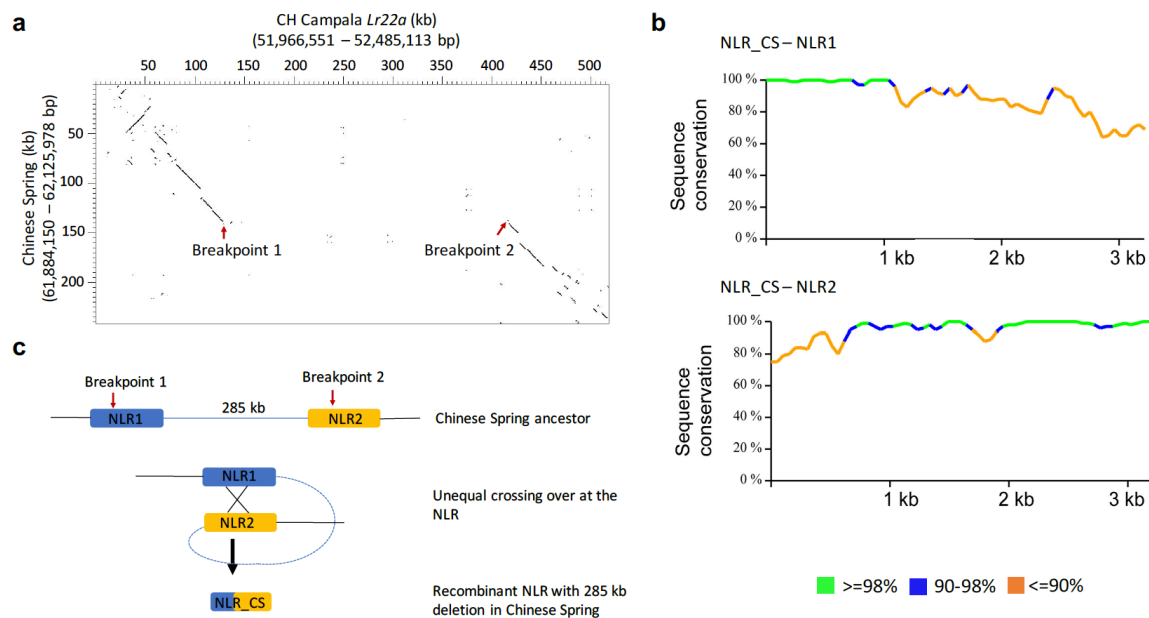 a
CH Campala Lr22a (kb)
(51,966,551 – 52,485,113 bp)
50 100 150 200 250 300 350 400 450 500
Chinese Spring (kb)
(61,884,150 – 62,125,978 bp)
50
100
150
200
Breakpoint 1
Breakpoint 2
b
NLR_CS – NLR1
Sequence
conservation
100 %
80 %
60 %
40 %
20 %
0 %
1 kb 2 kb 3 kb
NLR_CS – NLR2
Sequence
conservation
100 %
80 %
60 %
40 %
20 %
0 %
1 kb 2 kb 3 kb
>=98% 90-98% <=90%
c
Breakpoint 1
Breakpoint 2
NLR1
285 kb
NLR2
Chinese Spring ancestor
NLR1
NLR2
Unequal crossing over at the
NLR
NLR_CS
Recombinant NLR with 285 kb
deletion in Chinese Spring